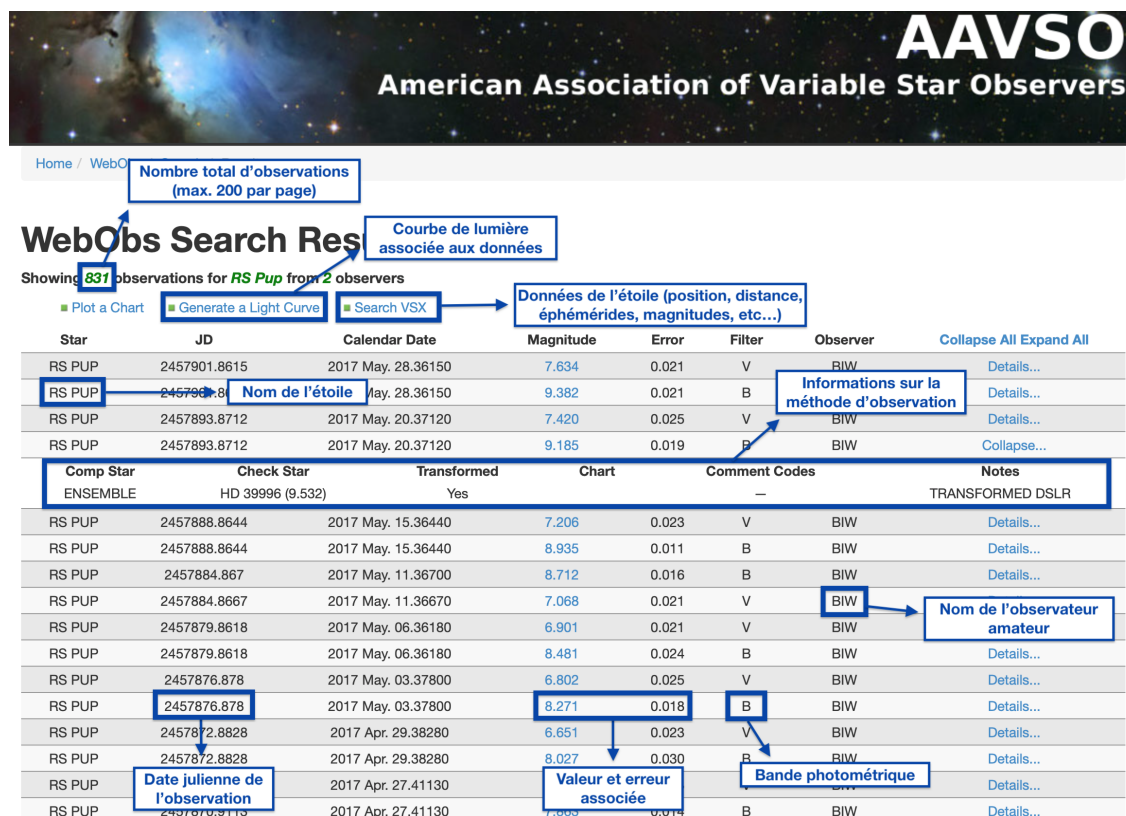 AAVSO
American Association of Variable Star Observers
Home / WebO
Nombre total d'observations
(max. 200 par page)
Courbe de lumière
associée aux données
WebObs Search Res
Showing 831 observations for RS Pup from 2 observers
Plot a Chart Generate a Light Curve Search VSX
Données de l'étoile (position, distance,
éphémérides, magnitudes, etc...)
Star JD Calendar Date Magnitude Error Filter Observer Collapse All Expand All
RS PUP 2457901.8615 2017 May. 28.36150 7.634 0.021 V BIW Details...
Informations sur la
méthode d'observation
RS PUP Nom de l'étoile May. 28.36150 9.382 0.021 B Details...
RS PUP 2457893.8712 2017 May. 20.37120 7.420 0.025 V BIW Details...
RS PUP 2457893.8712 2017 May. 20.37120 9.185 0.019 B BIW Collapse...
Comp Star Check Star Transformed Chart Comment Codes Notes
ENSEMBLE HD 39996 (9.532) Yes — TRANSFORMED DSLR
RS PUP 2457888.8644 2017 May. 15.36440 7.206 0.023 V BIW Details...
RS PUP 2457888.8644 2017 May. 15.36440 8.935 0.011 B BIW Details...
RS PUP 2457884.867 2017 May. 11.36700 8.712 0.016 B BIW Details...
RS PUP 2457884.8667 2017 May. 11.36670 7.068 0.021 V BIW
Nom de l'observateur
amateur
RS PUP 2457879.8618 2017 May. 06.36180 6.901 0.021 V BIW
RS PUP 2457879.8618 2017 May. 06.36180 8.481 0.024 B BIW Details...
RS PUP 2457876.878 2017 May. 03.37800 6.802 0.025 V BIW Details...
RS PUP 2457876.878 2017 May. 03.37800 8.271 0.018 B BIW Details...
RS PUP 2457872.8828 2017 Apr. 29.38280 6.651 0.023 V BIW Details...
RS PUP 2457872.8828 2017 Apr. 29.38280 8.027 0.030 B BIW Details...
Date julienne de
l'observation
Valeur et erreur
associée
Bande photométrique
RS PUP 2017 Apr. 27.41130 Details...
RS PUP 2017 Apr. 27.41130 B BIW Details...